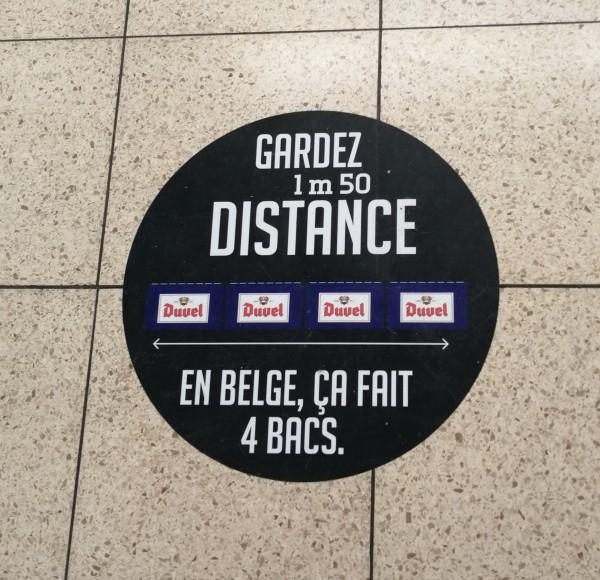 GARDEZ
1 m 50
DISTANCE
Duvel Duvel Duvel Duvel
EN BELGE, ÇA FAIT
4 BACS.